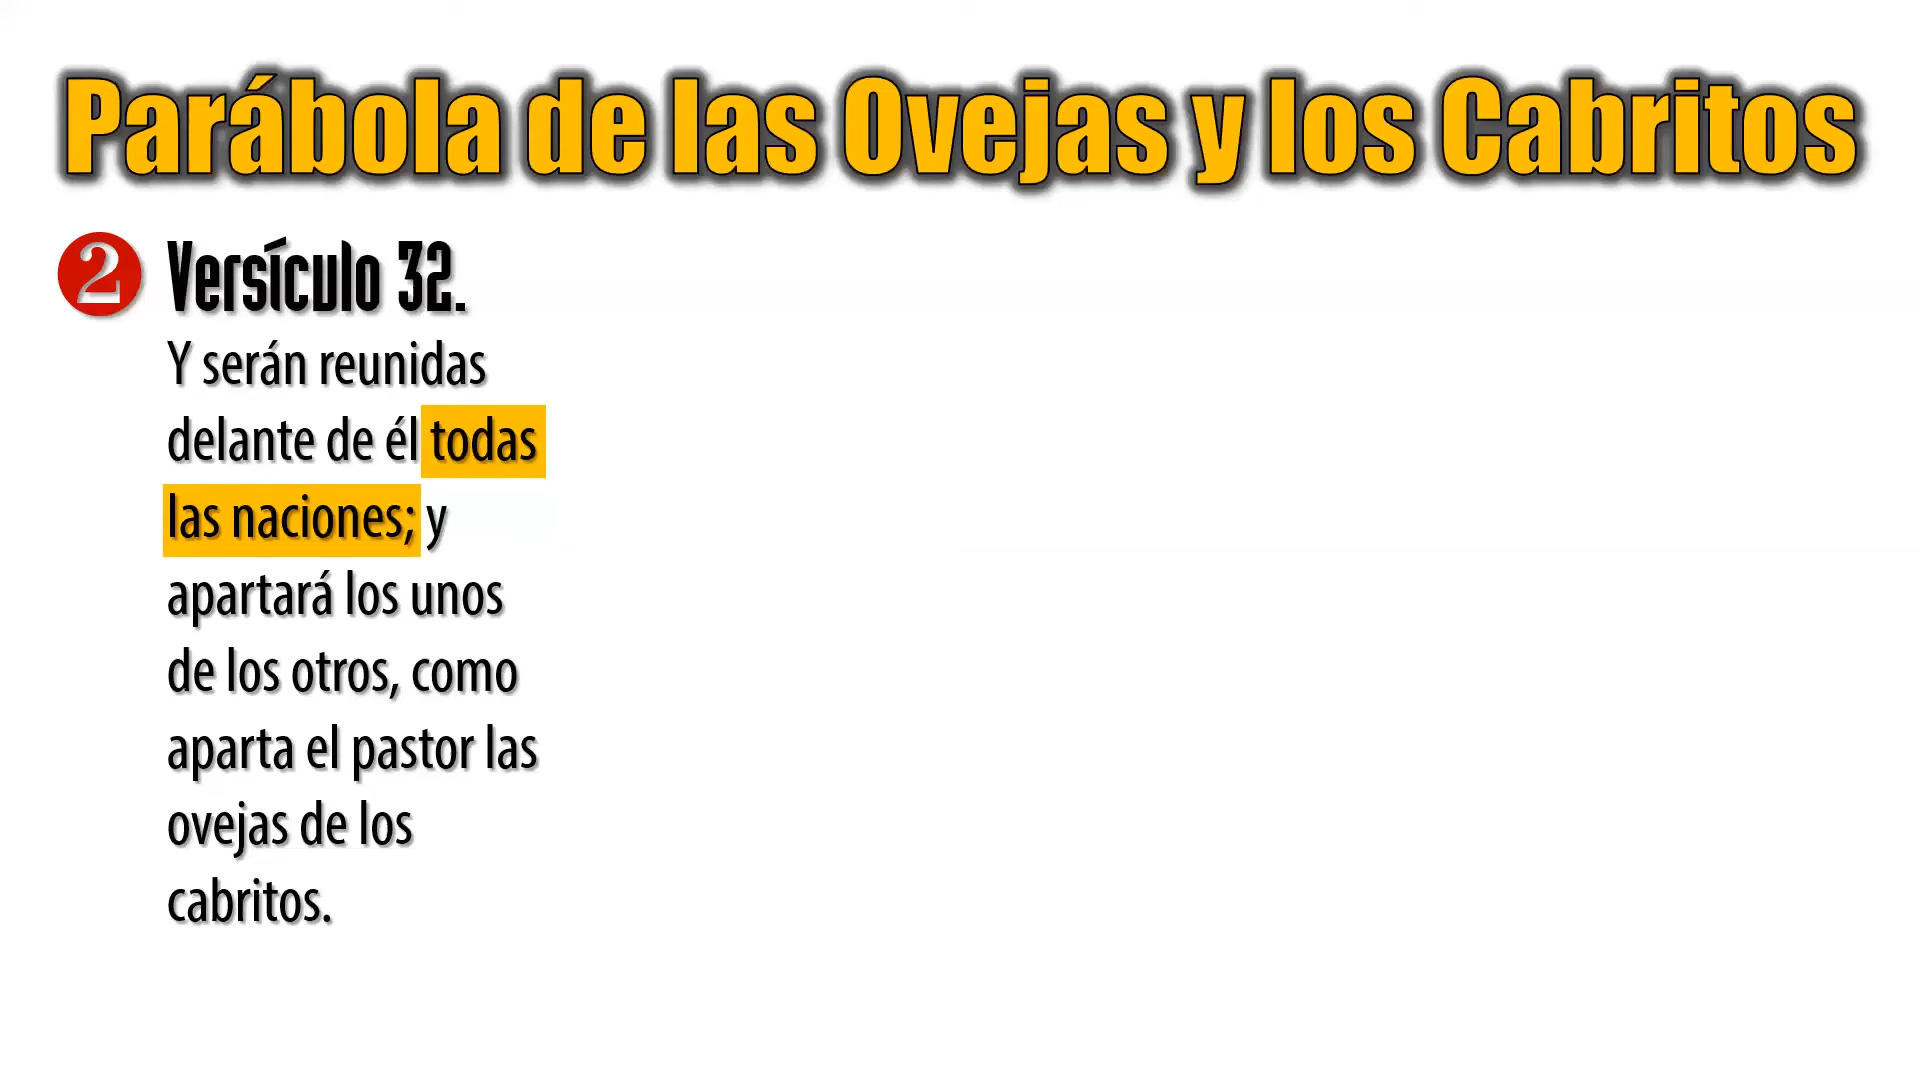 Parábola de las Ovejas y los Cabritos
2 Versículo 32.
Y serán reunidas
delante de él todas
las naciones; y
apartará los unos
de los otros, como
aparta el pastor las
ovejas de los
cabritos.